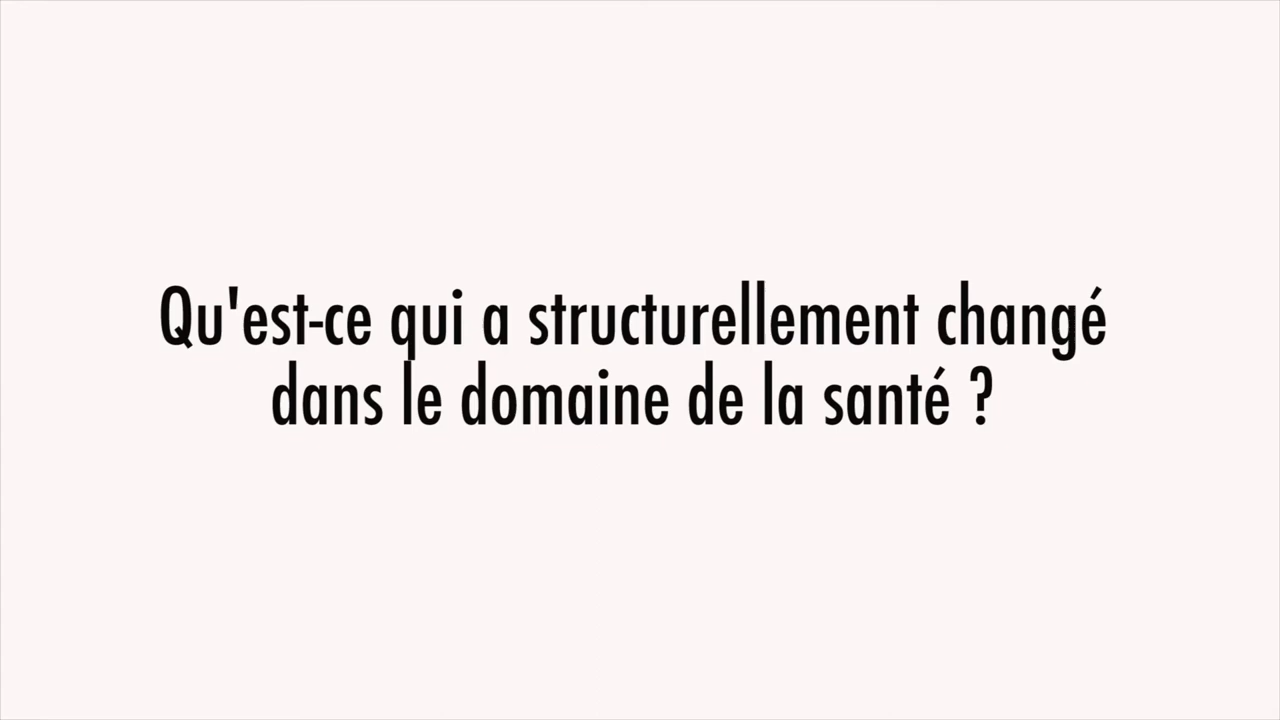 Qu'est-ce qui a structurellement changé
dans le domaine de la santé ?